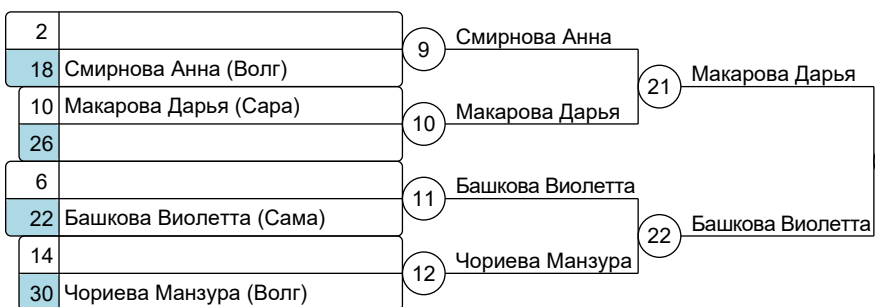 2
18 Смирнова Анна (Волг)
10 Макарова Дарья (Сара)
26
6
22 Башкова Виолетта (Сама)
14
30 Чориева Манзура (Волг)
9 Смирнова Анна
10 Макарова Дарья
11 Башкова Виолетта
12 Чориева Манзура
21 Макарова Дарья
22 Башкова Виолетта